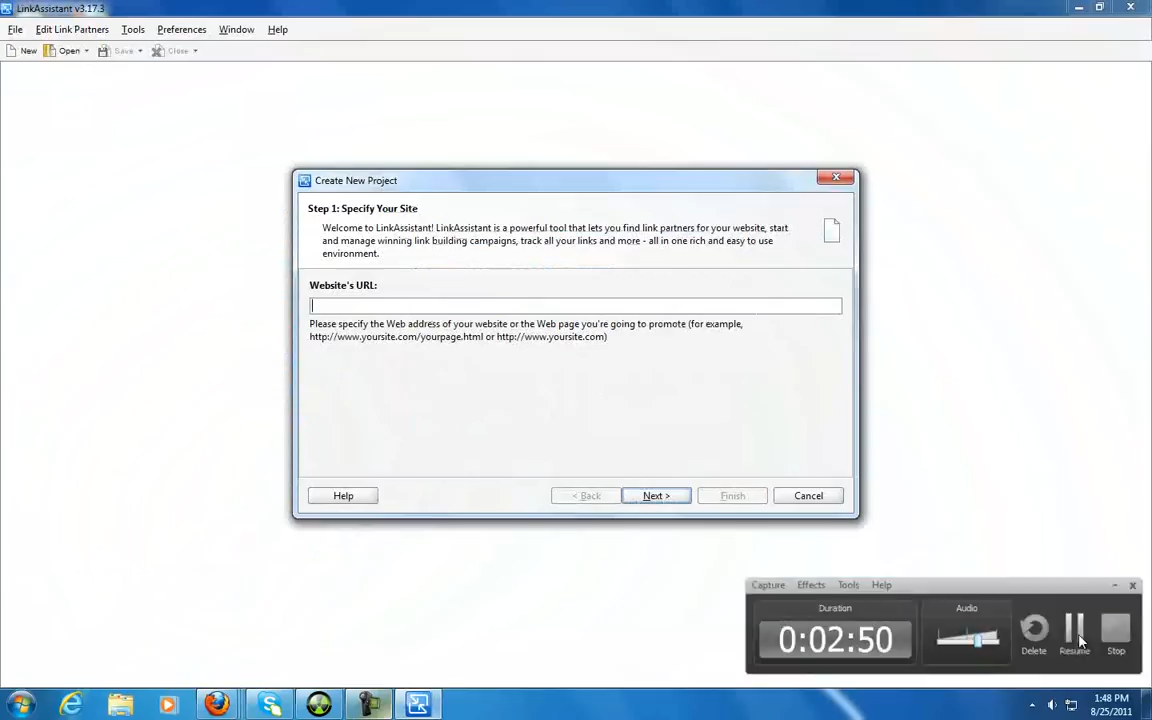 LinkAssistant v3.17.3
File Edit Link Partners Tools Preferences Window Help
New Open Save Close
Create New Project
Step 1: Specify Your Site
Welcome to LinkAssistant! LinkAssistant is a powerful tool that lets you find link partners for your website, start
and manage winning link building campaigns, track all your links and more - all in one rich and easy to use
environment.
Website's URL:
Please specify the Web address of your website or the Web page you're going to promote (for example,
http://www.yoursite.com/yourpage.html or http://www.yoursite.com)
Help < Back Next > Finish Cancel
Capture Effects Tools Help
Duration Audio
0:02:50
Delete Resume Stop
1:48 PM
8/25/2011